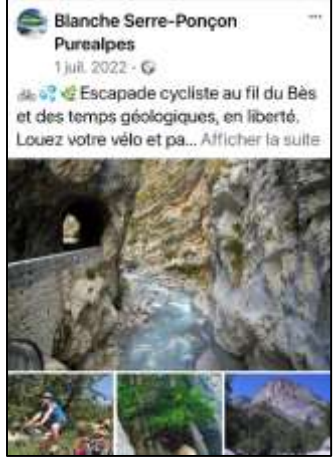 Blanche Serre-Ponçon
Purealpes
1 juil. 2022 ·
🚲 💦 🌿 Escapade cycliste au fil du Bès
et des temps géologiques, en liberté.
Louez votre vélo et pa... Afficher la suite